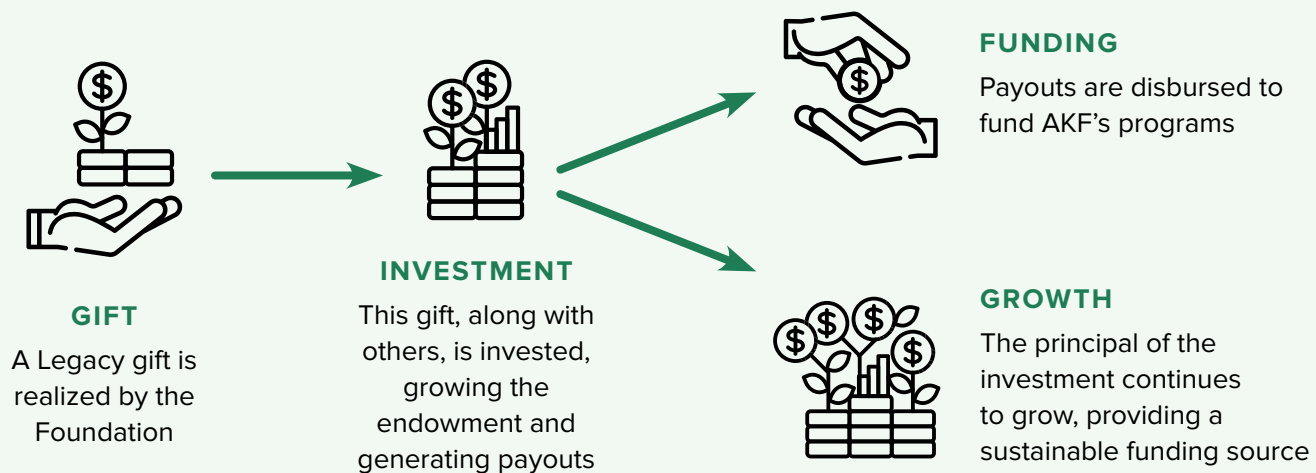 GIFT
A Legacy gift is
realized by the
Foundation
INVESTMENT
This gift, along with
others, is invested,
growing the
endowment and
generating payouts
FUNDING
Payouts are disbursed to
fund AKF’s programs
GROWTH
The principal of the
investment continues
to grow, providing a
sustainable funding source